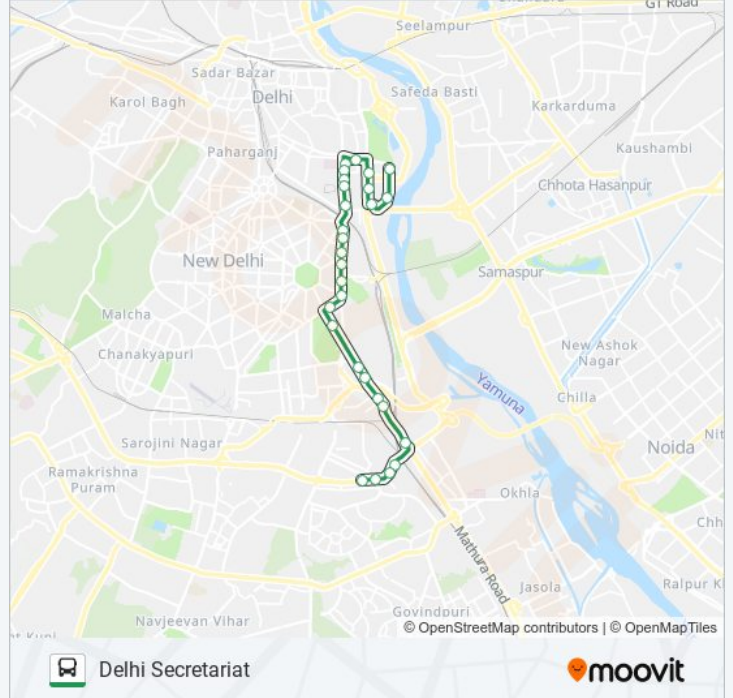 GT Road
Seelampur
Sadar Bazar
Delhi
Safeda Basti
Karol Bagh
Karkarduma
Paharganj
Kaushambi
Chhota Hasanpur
New Delhi
Samaspur
Malcha
Chanakyapuri
New Ashok
Nagar
Yamuna
Chilla
Sarojini Nagar
Noida
Nit
Ramakrishna
Puram
Okhla
Chh
Mathura Road
Jasola
Ralpur K
Govindpuri
Navjeevan Vihar
© OpenStreetMap contributors | © OpenMapTiles
Delhi Secretariat
moovit